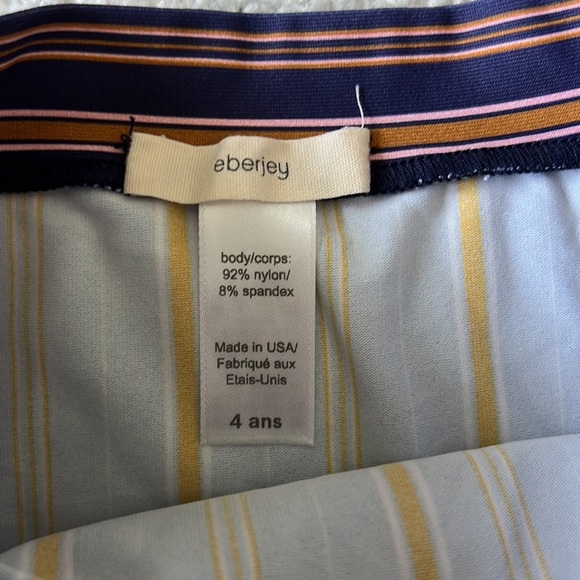 eberjey
body/corps:
92% nylon/
8% spandex
Made in USA/
Fabriqué aux
Etais-Unis
4 ans